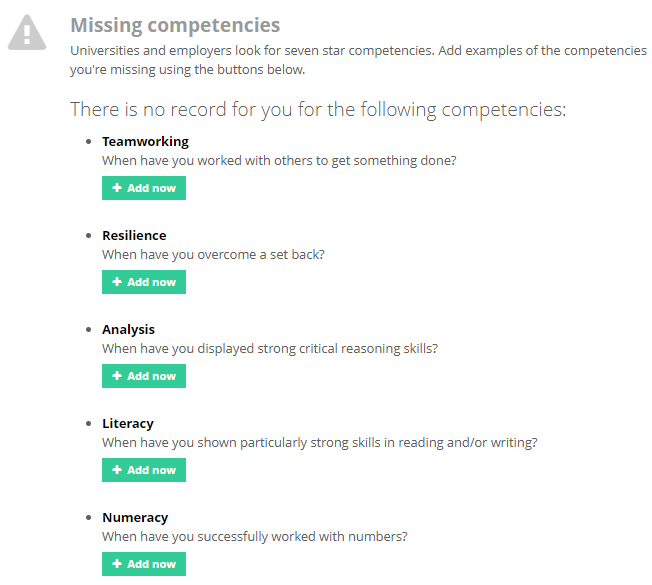 Missing competencies
Universities and employers look for seven star competencies. Add examples of the competencies
you're missing using the buttons below.
There is no record for you for the following competencies:
• Teamworking
When have you worked with others to get something done?
+ Add now
• Resilience
When have you overcome a set back?
+ Add now
• Analysis
When have you displayed strong critical reasoning skills?
+ Add now
• Literacy
When have you shown particularly strong skills in reading and/or writing?
+ Add now
• Numeracy
When have you successfully worked with numbers?
+ Add now